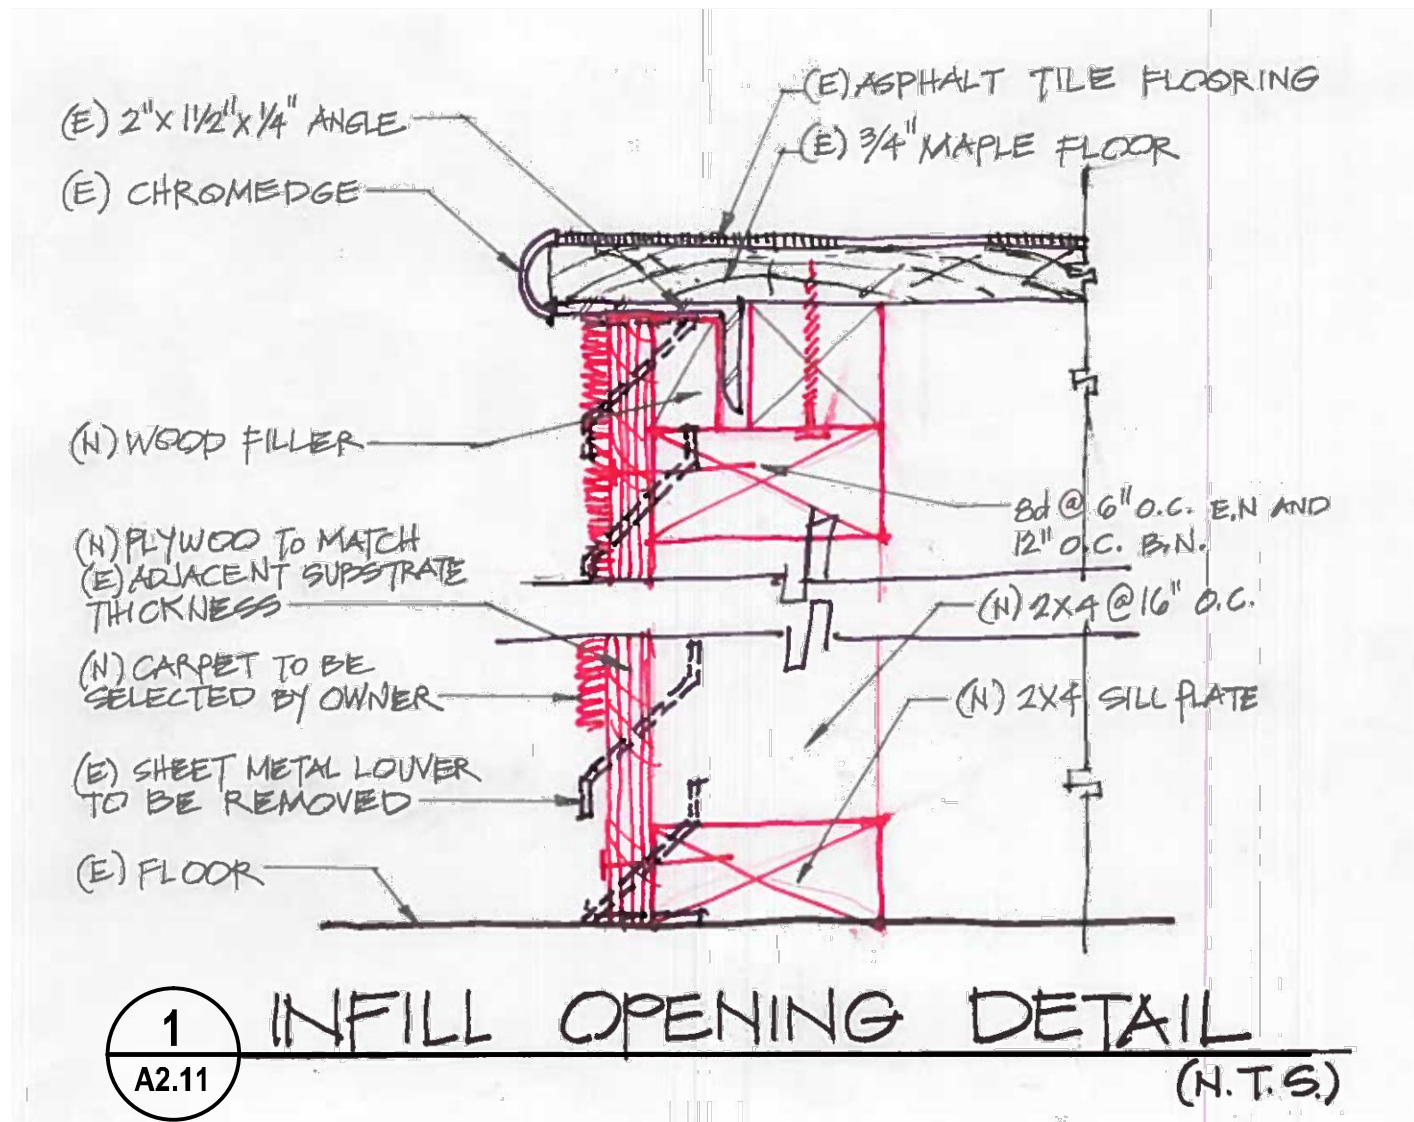 (E) ASPHALT TILE FLOORING
(E) 3/4" MAPLE FLOOR
(E) 2"X 1 1/2"X 1/4" ANGLE
(E) CHROMEDGE
(N) WOOD FILLER
8d @ 6" O.C. E.N AND
12" O.C. B.N.
(N) PLYWOO TO MATCH
(E) ADJACENT SUBSTRATE
THICKNESS
(N) 2X4 @ 16" O.C.
(N) CARPET TO BE
SELECTED BY OWNER
(N) 2X4 SILL PLATE
(E) SHEET METAL LOUVER
TO BE REMOVED
(E) FLOOR
1
A2.11
INFILL OPENING DETAIL
(N.T.S.)